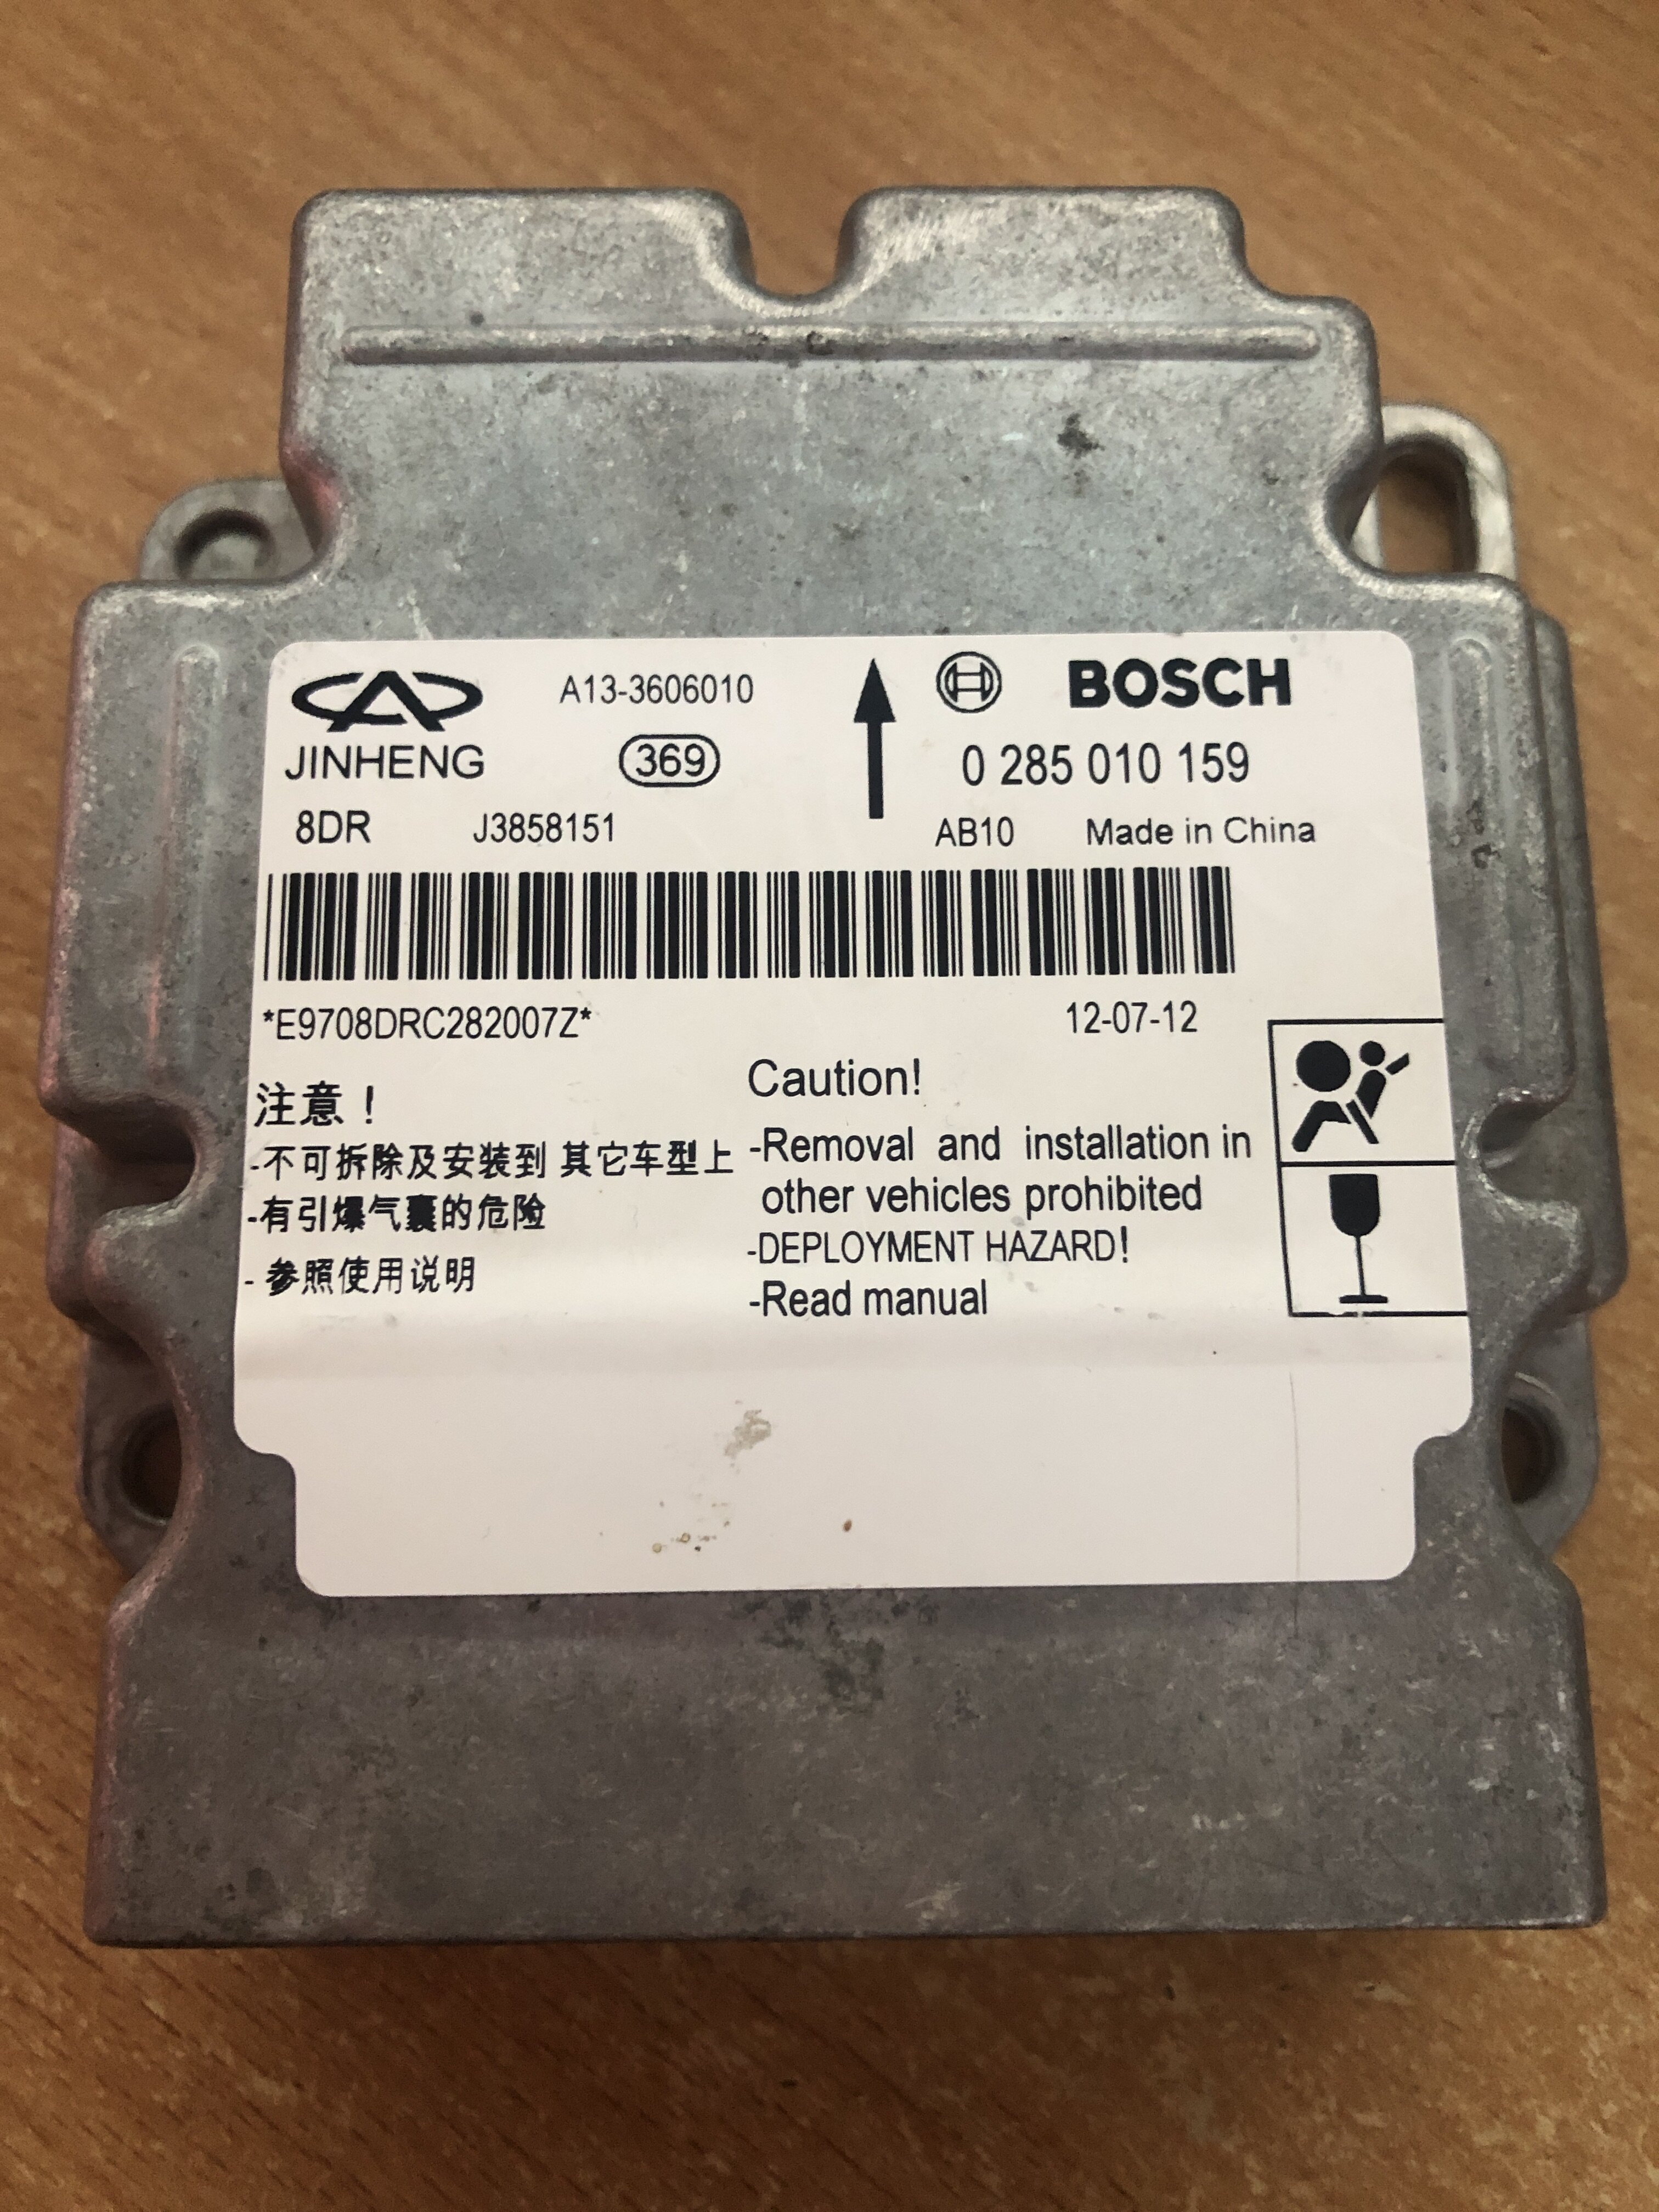 A13-3606010
BOSCH
JINHENG
369
0 285 010 159
8DR J3858151
AB10 Made in China
*E9708DRC282007Z*
12-07-12
注意！
-不可拆除及安装到 其它车型上
-有引爆气囊的危险
- 参照使用说明
Caution!
-Removal and installation in
other vehicles prohibited
-DEPLOYMENT HAZARD!
-Read manual